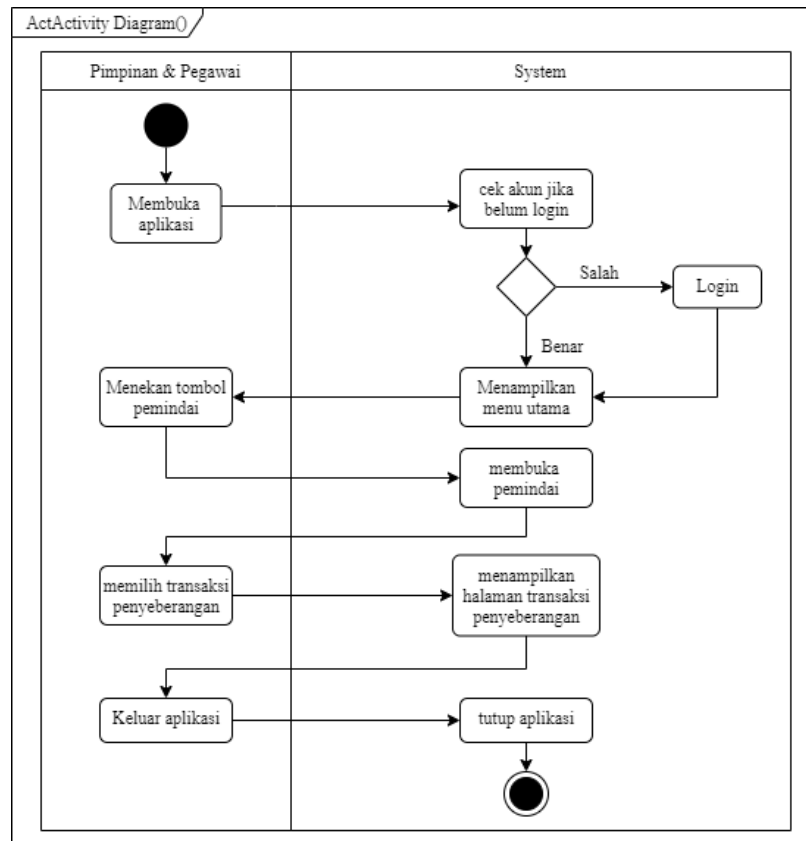 ActActivity Diagram()
Pimpinan & Pegawai
System
Membuka
aplikasi
cek akun jika
belum login
Salah
Login
Benar
Menekan tombol
pemindai
Menampilkan
menu utama
membuka
pemindai
memilih transaksi
penyeberangan
menampilkan
halaman transaksi
penyeberangan
Keluar aplikasi
tutup aplikasi